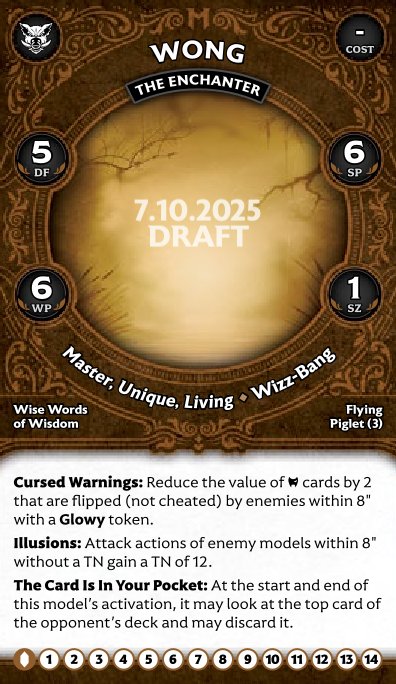 WONG
THE ENCHANTER
-
COST
5
DF
6
SP
7.10.2025
DRAFT
6
WP
1
SZ
Master, Unique, Living • Wizz-Bang
Wise Words
of Wisdom
Flying
Piglet (3)
Cursed Warnings: Reduce the value of cards by 2
that are flipped (not cheated) by enemies within 8"
with a Glowy token.
Illusions: Attack actions of enemy models within 8"
without a TN gain a TN of 12.
The Card Is In Your Pocket: At the start and end of
this model's activation, it may look at the top card of
the opponent's deck and may discard it.
1 2 3 4 5 6 7 8 9 10 11 12 13 14